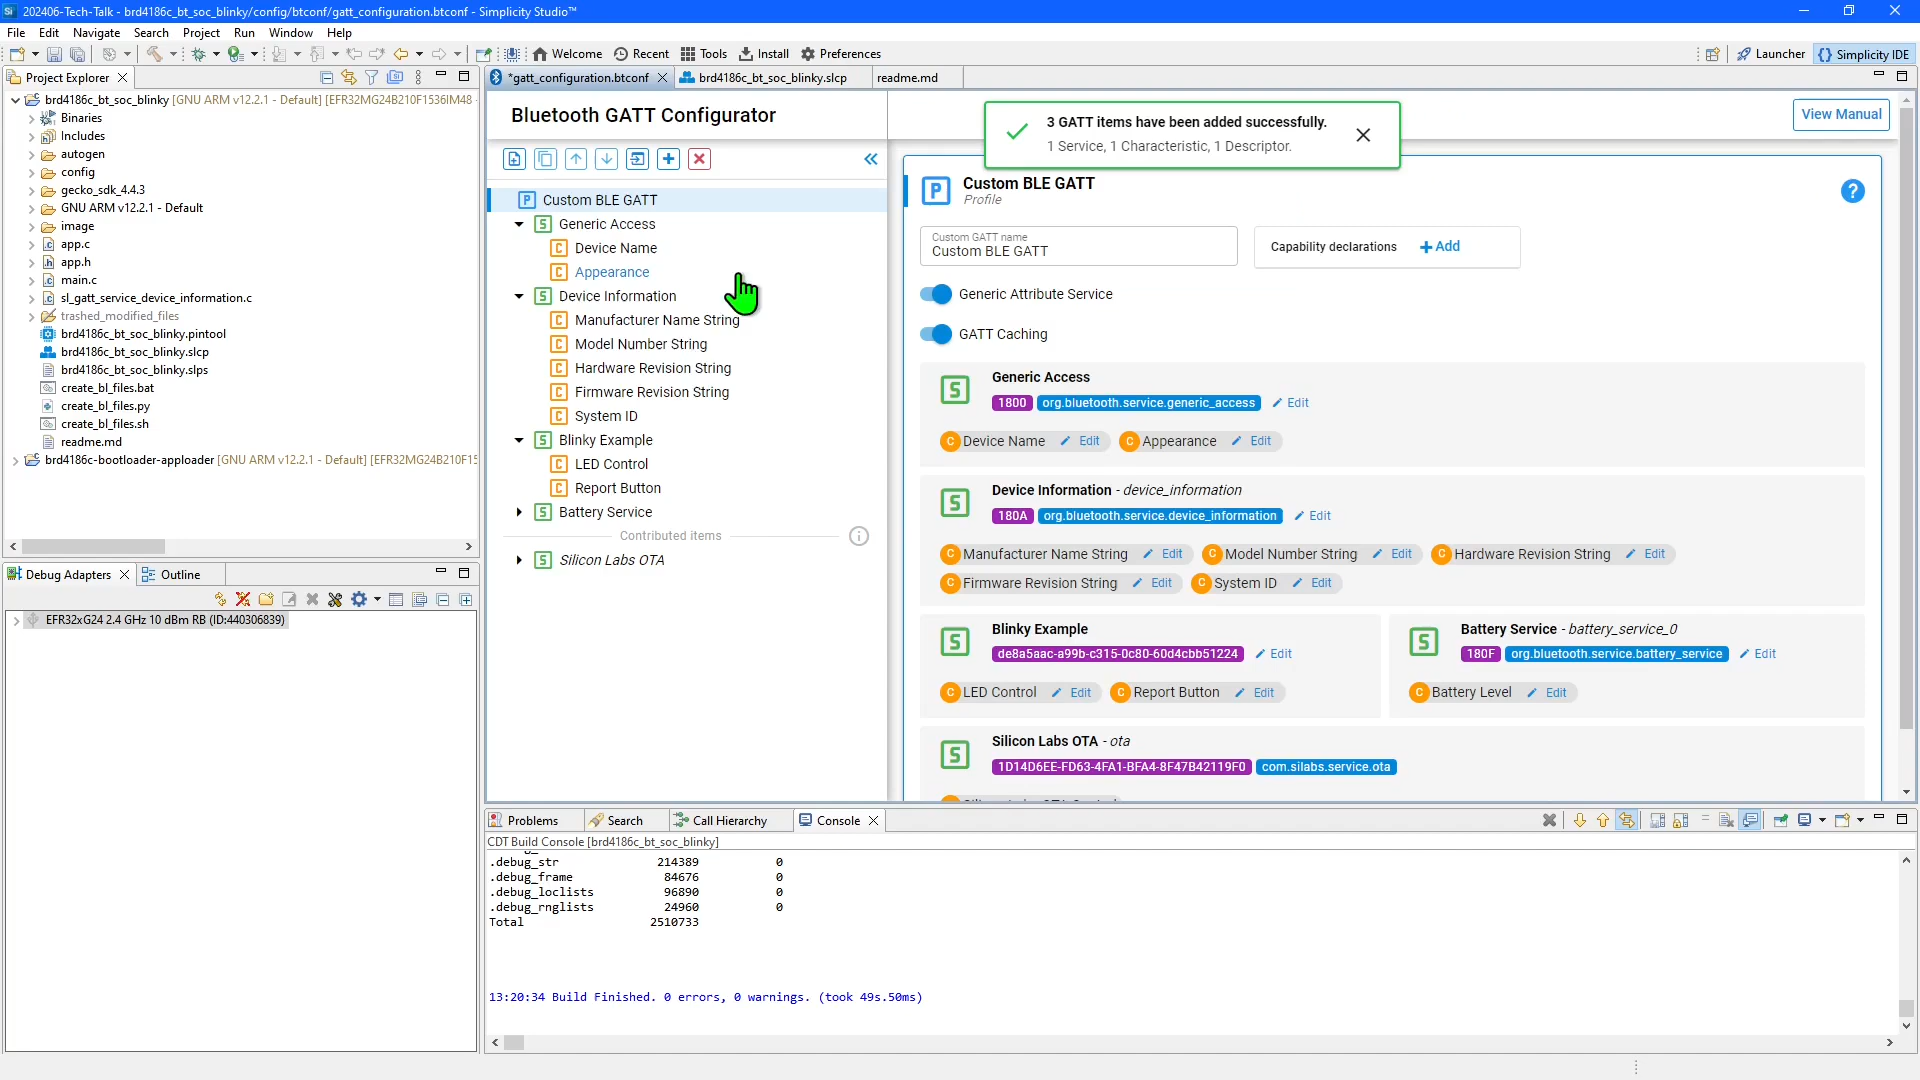 202406-Tech-Talk - brd4186c_bt_soc_blinky/config/btconf/gatt_configuration.btconf - Simplicity Studio™
File Edit Navigate Search Project Run Window Help
Welcome Recent Tools Install Preferences Launcher Simplicity IDE
Project Explorer
brd4186c_bt_soc_blinky [GNU ARM v12.2.1 - Default] [EFR32MG24B210F1536IM48 -
Binaries
Includes
autogen
config
gecko_sdk_4.4.3
GNU ARM v12.2.1 - Default
image
app.c
app.h
main.c
sl_gatt_service_device_information.c
trashed_modified_files
brd4186c_bt_soc_blinky.pintool
brd4186c_bt_soc_blinky.slcp
brd4186c_bt_soc_blinky.slps
create_bl_files.bat
create_bl_files.py
create_bl_files.sh
readme.md
brd4186c-bootloader-apploader [GNU ARM v12.2.1 - Default] [EFR32MG24B210F15
Debug Adapters Outline
EFR32xG24 2.4 GHz 10 dBm RB (ID:440306839)
*gatt_configuration.btconf brd4186c_bt_soc_blinky.slcp readme.md
Bluetooth GATT Configurator
3 GATT items have been added successfully.
1 Service, 1 Characteristic, 1 Descriptor.
View Manual
P Custom BLE GATT
S Generic Access
C Device Name
C Appearance
S Device Information
C Manufacturer Name String
C Model Number String
C Hardware Revision String
C Firmware Revision String
C System ID
S Blinky Example
C LED Control
C Report Button
S Battery Service
Contributed items
S Silicon Labs OTA
P Custom BLE GATT
Profile
?
Custom GATT name
Custom BLE GATT
Capability declarations Add
Generic Attribute Service
GATT Caching
S Generic Access
1800 org.bluetooth.service.generic_access Edit
C Device Name Edit C Appearance Edit
S Device Information - device_information
180A org.bluetooth.service.device_information Edit
C Manufacturer Name String Edit C Model Number String Edit C Hardware Revision String Edit
C Firmware Revision String Edit C System ID Edit
S Blinky Example
de8a5aac-a99b-c315-0c80-60d4cbb51224 Edit
C LED Control Edit C Report Button Edit
S Battery Service - battery_service_0
180F org.bluetooth.service.battery_service Edit
C Battery Level Edit
S Silicon Labs OTA - ota
1D14D6EE-FD63-4FA1-BFA4-8F47B42119F0 com.silabs.service.ota
Problems Search Call Hierarchy Console
CDT Build Console [brd4186c_bt_soc_blinky]
.debug_str 214389 0
.debug_frame 84676 0
.debug_loclists 96890 0
.debug_rnglists 24960 0
Total 2510733
13:20:34 Build Finished. 0 errors, 0 warnings. (took 49s.50ms)